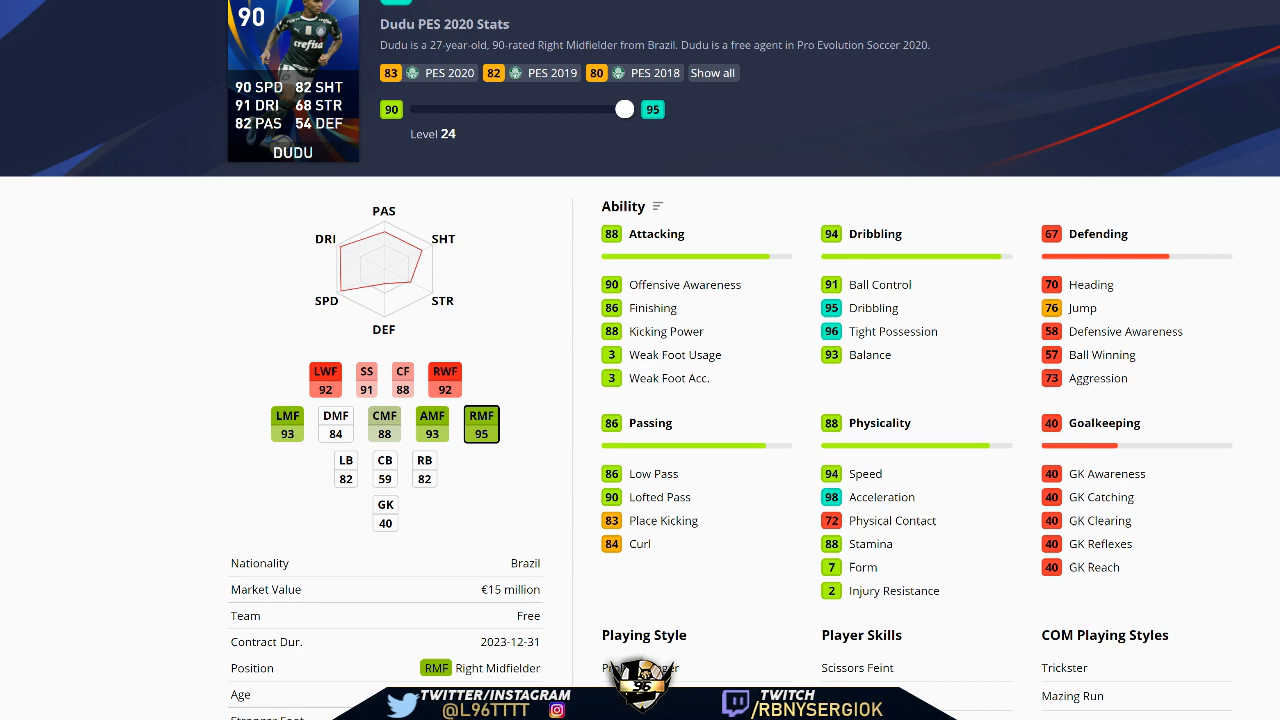 90
crefisa
90 SPD 82 SHT
91 DRI 68 STR
82 PAS 54 DEF
DUDU
Dudu PES 2020 Stats
Dudu is a 27-year-old, 90-rated Right Midfielder from Brazil. Dudu is a free agent in Pro Evolution Soccer 2020.
83 PES 2020 82 PES 2019 80 PES 2018 Show all
90 95
Level 24
PAS
DRI SHT
SPD STR
DEF
LWF SS CF RWF
92 91 88 92
LMF DMF CMF AMF RMF
93 84 88 93 95
LB CB RB
82 59 82
GK
40
Nationality Brazil
Market Value €15 million
Team Free
Contract Dur. 2023-12-31
Position RMF Right Midfielder
Age
Ability
88 Attacking
90 Offensive Awareness
86 Finishing
88 Kicking Power
3 Weak Foot Usage
3 Weak Foot Acc.
94 Dribbling
91 Ball Control
95 Dribbling
96 Tight Possession
93 Balance
67 Defending
70 Heading
76 Jump
58 Defensive Awareness
57 Ball Winning
73 Aggression
86 Passing
86 Low Pass
90 Lofted Pass
83 Place Kicking
84 Curl
88 Physicality
94 Speed
98 Acceleration
72 Physical Contact
88 Stamina
7 Form
2 Injury Resistance
40 Goalkeeping
40 GK Awareness
40 GK Catching
40 GK Clearing
40 GK Reflexes
40 GK Reach
Playing Style
Player Skills
Scissors Feint
COM Playing Styles
Trickster
Mazing Run
TWITTER/INSTAGRAM
@L96TTTT
TWITCH
/RBNYSERGIOK